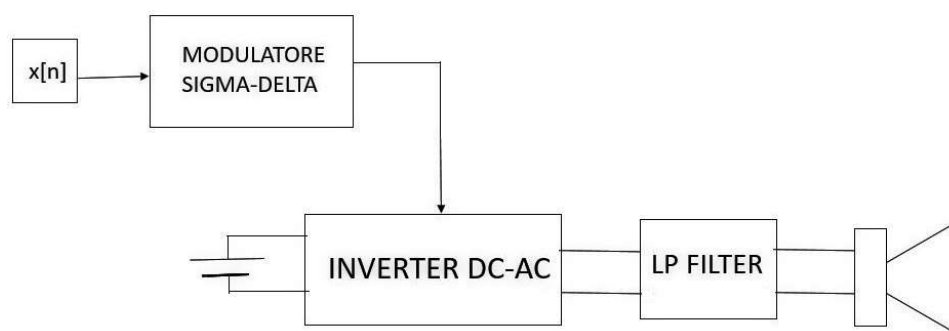 x[n]
MODULATORE
SIGMA-DELTA
INVERTER DC-AC
LP FILTER